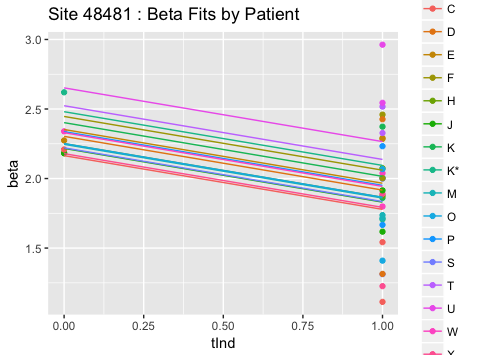 Site 48481 : Beta Fits by Patient
3.0
2.5
2.0
1.5
beta
0.00 0.25 0.50 0.75 1.00
tInd
C
D
E
F
H
J
K
K*
M
O
P
S
T
U
W
Y